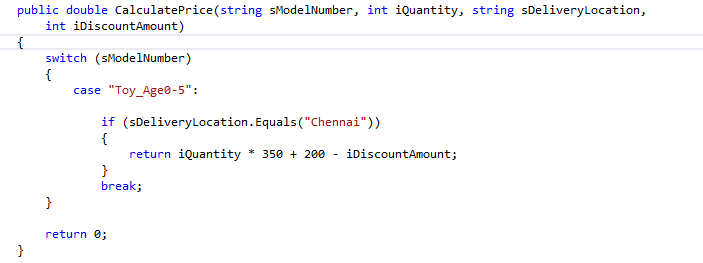 public double CalculatePrice(string sModelNumber, int iQuantity, string sDeliveryLocation,
    int iDiscountAmount)
{
    switch (sModelNumber)
    {
        case "Toy_Age0-5":
            if (sDeliveryLocation.Equals("Chennai"))
            {
                return iQuantity * 350 + 200 - iDiscountAmount;
            }
            break;
    }
    return 0;
}